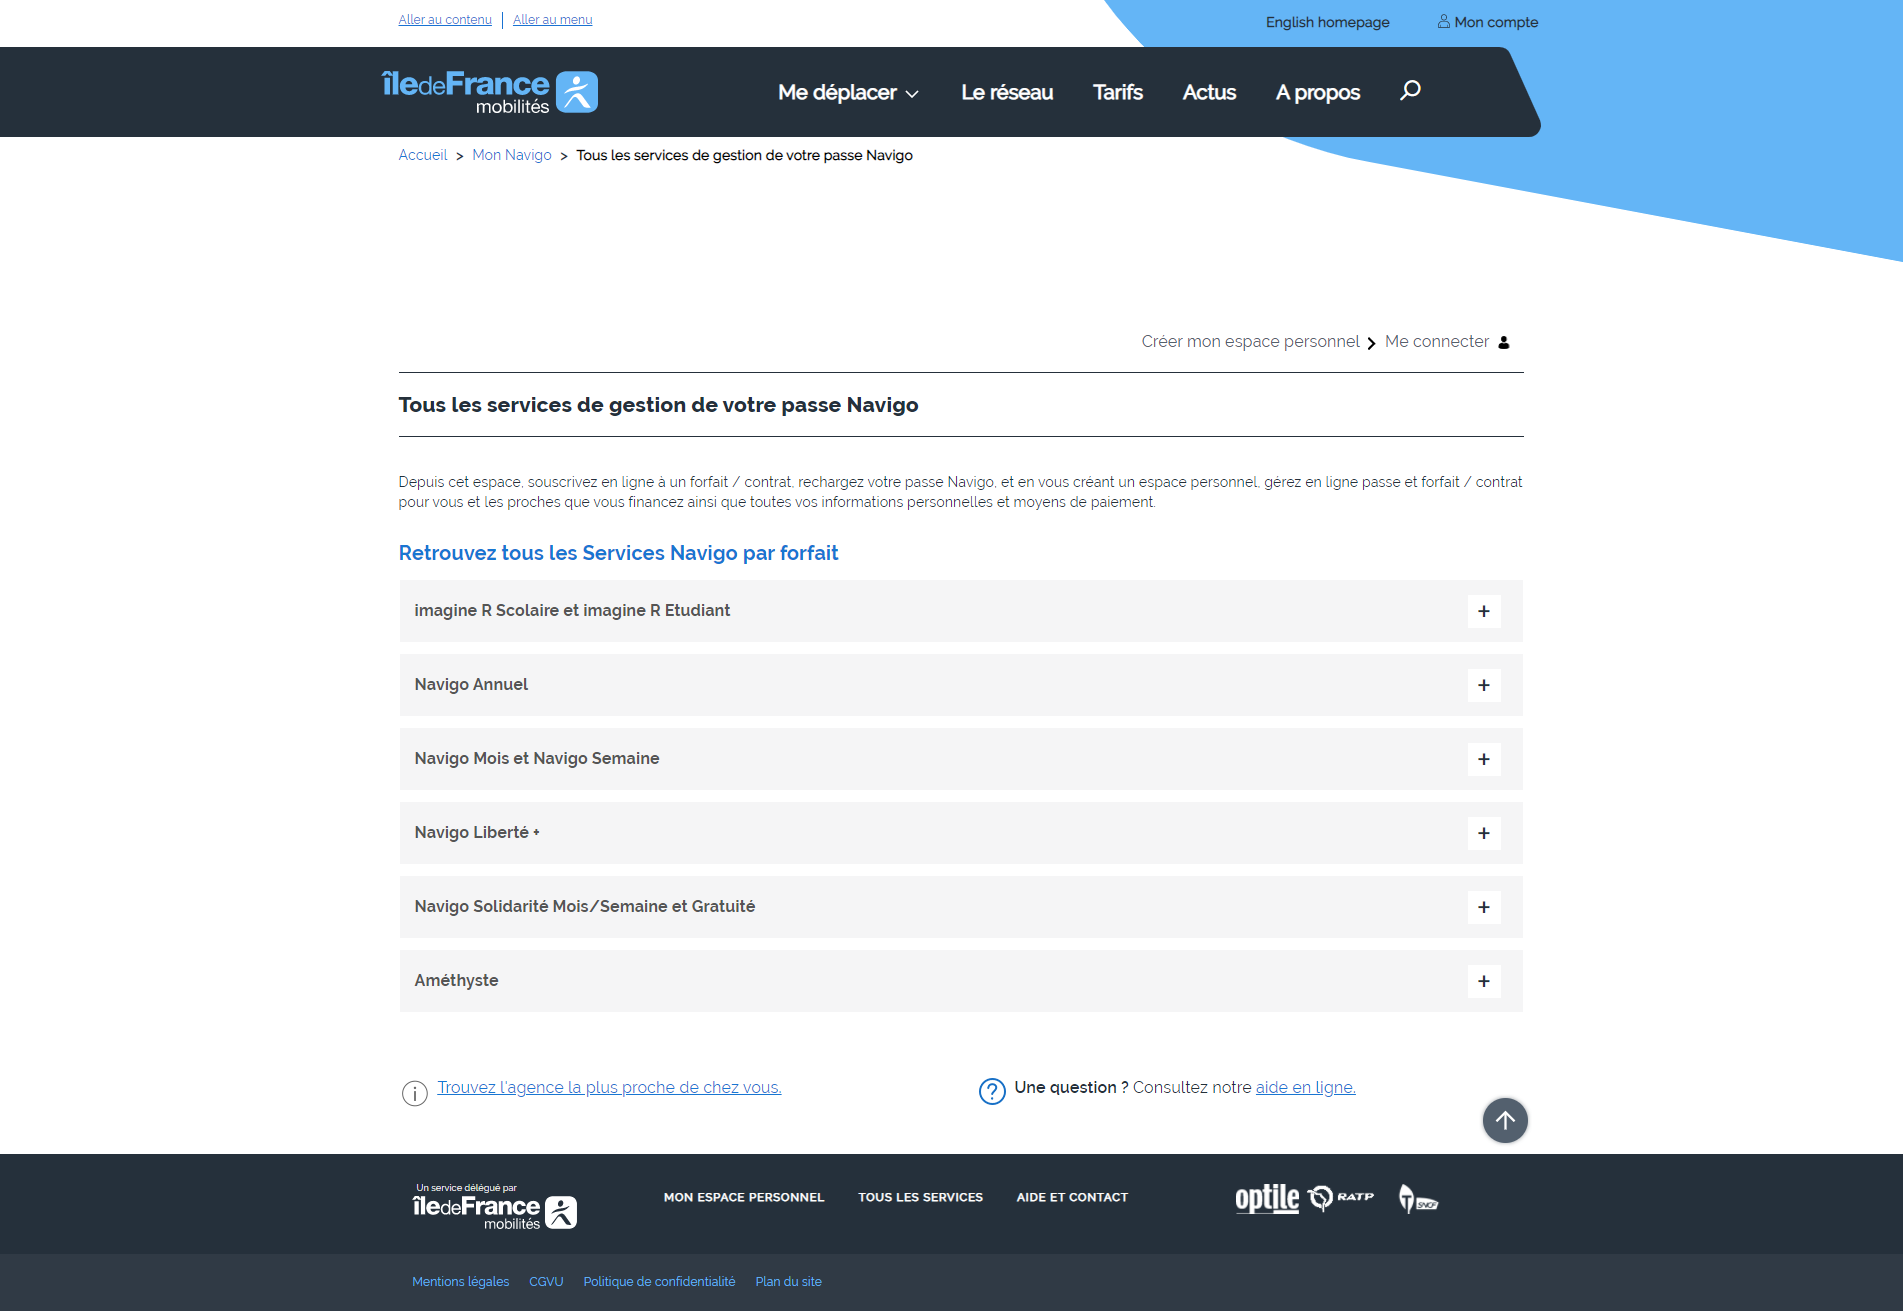 Aller au contenu
Aller au menu
English homepage
Mon compte
îledeFrance
mobilités
Me déplacer
Le réseau
Tarifs
Actus
A propos
Accueil > Mon Navigo > Tous les services de gestion de votre passe Navigo
Créer mon espace personnel
Me connecter
Tous les services de gestion de votre passe Navigo
Depuis cet espace, souscrivez en ligne à un forfait / contrat, rechargez votre passe Navigo, et en vous créant un espace personnel, gérez en ligne passe et forfait / contrat
pour vous et les proches que vous financez ainsi que toutes vos informations personnelles et moyens de paiement.
Retrouvez tous les Services Navigo par forfait
imagine R Scolaire et imagine R Etudiant
+
Navigo Annuel
+
Navigo Mois et Navigo Semaine
+
Navigo Liberté +
+
Navigo Solidarité Mois/Semaine et Gratuité
+
Améthyste
+
Trouvez l'agence la plus proche de chez vous.
Une question ? Consultez notre aide en ligne.
Un service délégué par
îledeFrance
mobilités
MON ESPACE PERSONNEL
TOUS LES SERVICES
AIDE ET CONTACT
optile
RATP
SNCF
Mentions légales
CGVU
Politique de confidentialité
Plan du site